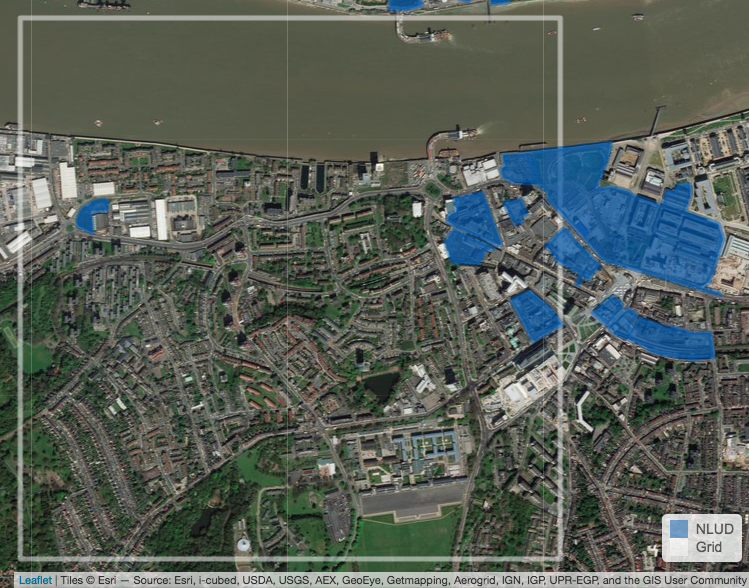 NLUD
Grid
Leaflet | Tiles © Esri — Source: Esri, i-cubed, USDA, USGS, AEX, GeoEye, Getmapping, Aerogrid, IGN, IGP, UPR-EGP, and the GIS User Community